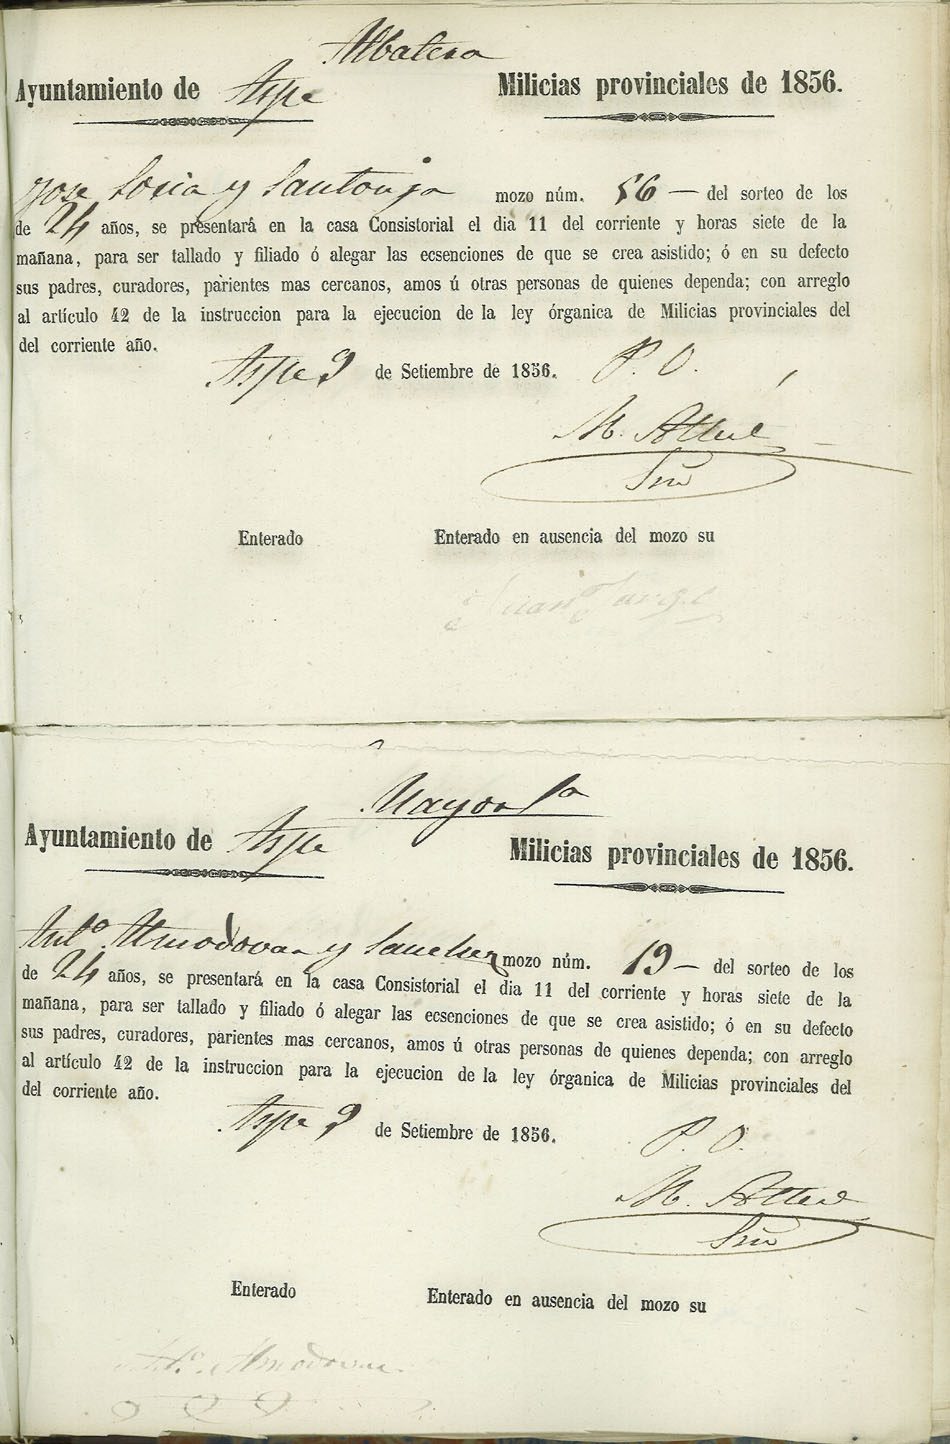 Albatera
Ayuntamiento de Aspe Milicias provinciales de 1856.
Jose Soria y Santonja mozo núm. 56 — del sorteo de los
de 24 años, se presentará en la casa Consistorial el dia 11 del corriente y horas siete de la
mañana, para ser tallado y filiado ó alegar las ecsenciones de que se crea asistido; ó en su defecto
sus padres, curadores, parientes mas cercanos, amos ú otras personas de quienes dependa; con arreglo
al artículo 42 de la instruccion para la ejecucion de la ley órganica de Milicias provinciales del
del corriente año.
Aspe 9 de Setiembre de 1856. P. O.
M.
Srio
Enterado Enterado en ausencia del mozo su
Juan
Mayor
Ayuntamiento de Aspe Milicias provinciales de 1856.
Antº Almodovar y Sanchez mozo núm. 19 — del sorteo de los
de 24 años, se presentará en la casa Consistorial el dia 11 del corriente y horas siete de la
mañana, para ser tallado y filiado ó alegar las ecsenciones de que se crea asistido; ó en su defecto
sus padres, curadores, parientes mas cercanos, amos ú otras personas de quienes dependa; con arreglo
al artículo 42 de la instruccion para la ejecucion de la ley órganica de Milicias provinciales del
del corriente año.
Aspe 9 de Setiembre de 1856. P. O.
M.
Srio
Enterado Enterado en ausencia del mozo su
Antº Almodovar